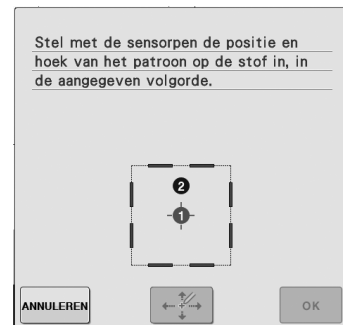 Stel met de sensorpen de positie en
hoek van het patroon op de stof in, in
de aangegeven volgorde.
2
1
ANNULEREN
OK